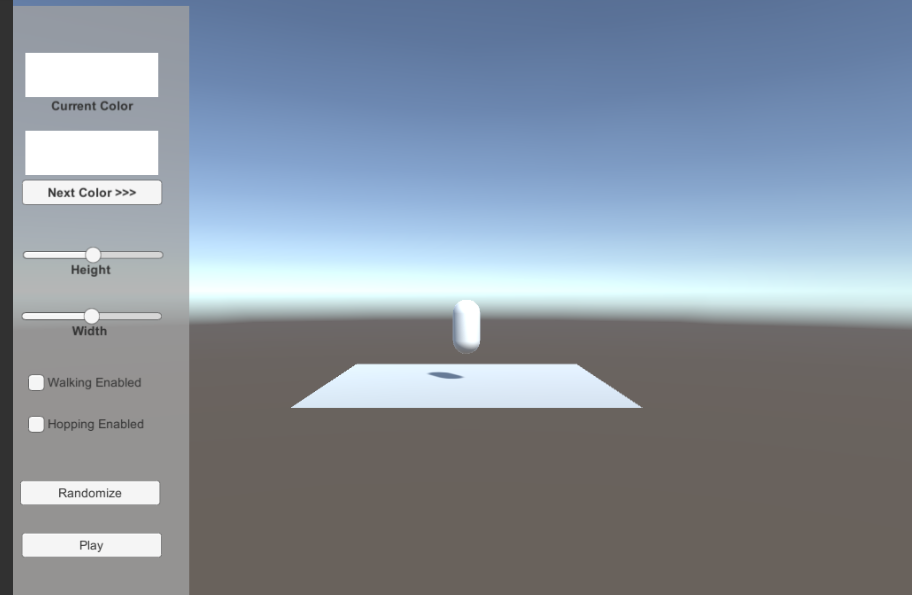 Current Color
Next Color >>>
Height
Width
Walking Enabled
Hopping Enabled
Randomize
Play